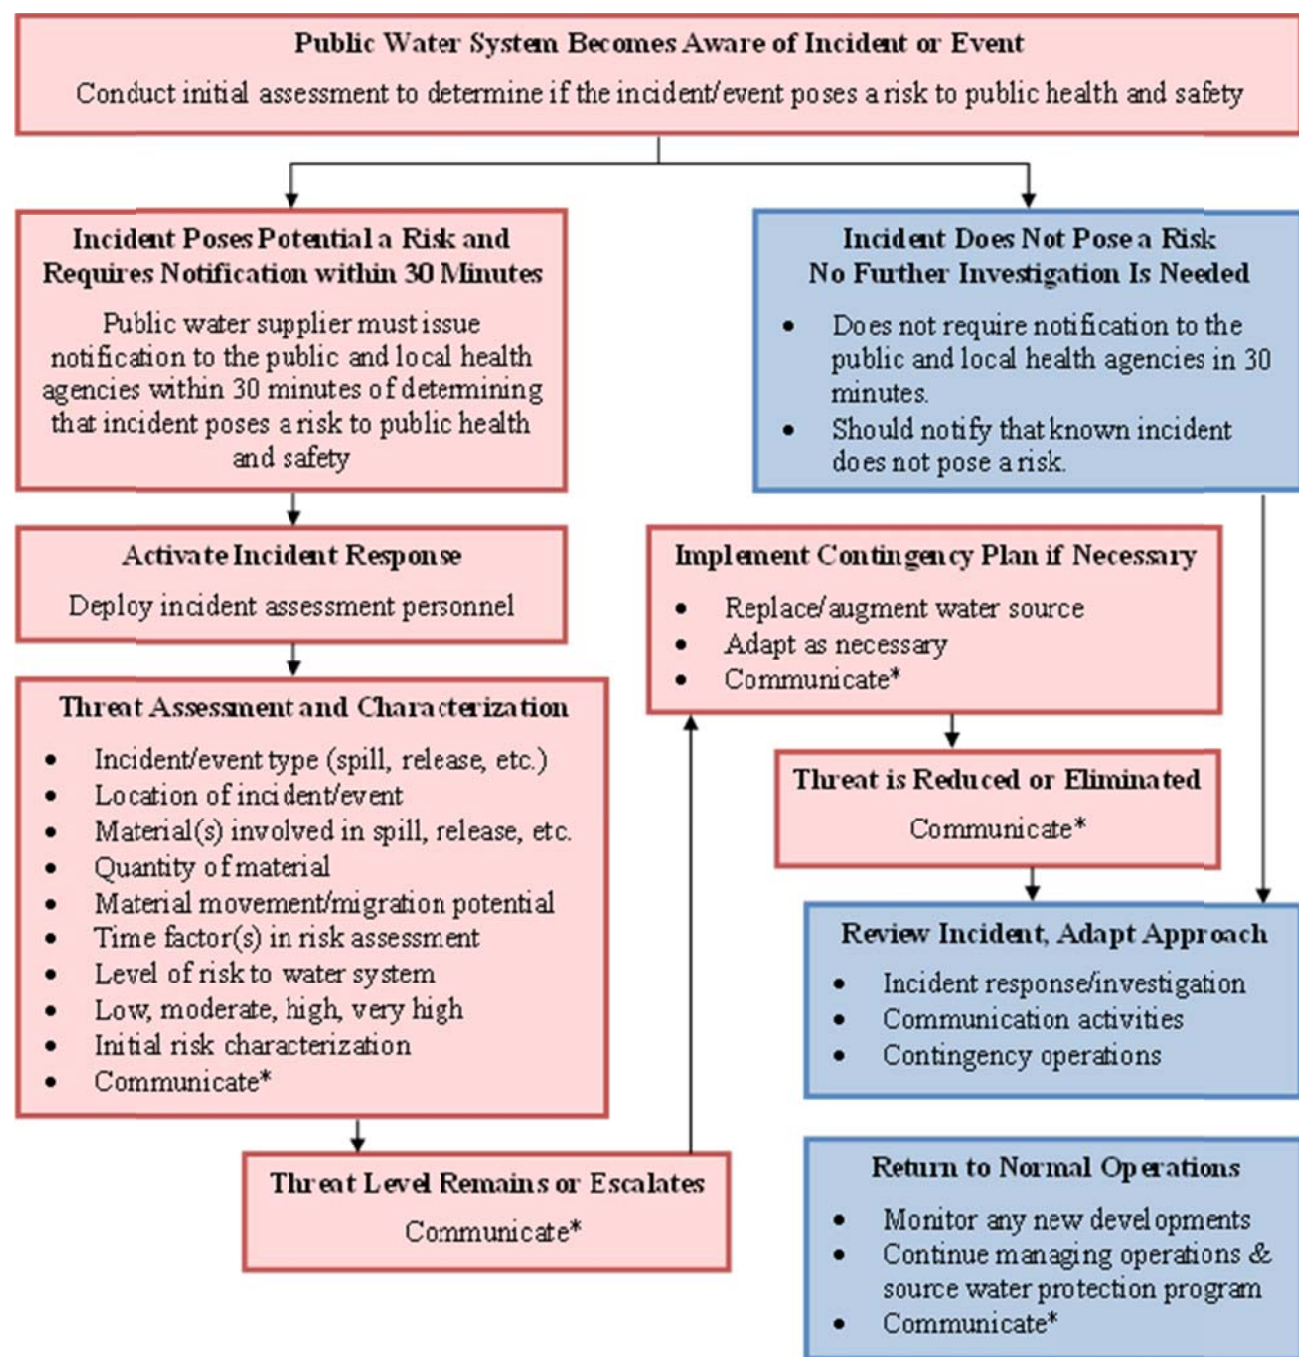 Public Water System Becomes Aware of Incident or Event
Conduct initial assessment to determine if the incident/event poses a risk to public health and safety
Incident Poses Potential a Risk and
Requires Notification within 30 Minutes
Public water supplier must issue
notification to the public and local health
agencies within 30 minutes of determining
that incident poses a risk to public health
and safety
Incident Does Not Pose a Risk
No Further Investigation Is Needed
• Does not require notification to the
public and local health agencies in 30
minutes.
• Should notify that known incident
does not pose a risk.
Activate Incident Response
Deploy incident assessment personnel
Threat Assessment and Characterization
• Incident/event type (spill, release, etc.)
• Location of incident/event
• Material(s) involved in spill, release, etc.
• Quantity of material
• Material movement/migration potential
• Time factor(s) in risk assessment
• Level of risk to water system
• Low, moderate, high, very high
• Initial risk characterization
• Communicate*
Threat Level Remains or Escalates
Communicate*
Implement Contingency Plan if Necessary
• Replace/augment water source
• Adapt as necessary
• Communicate*
Threat is Reduced or Eliminated
Communicate*
Review Incident, Adapt Approach
• Incident response/investigation
• Communication activities
• Contingency operations
Return to Normal Operations
• Monitor any new developments
• Continue managing operations &
source water protection program
• Communicate*